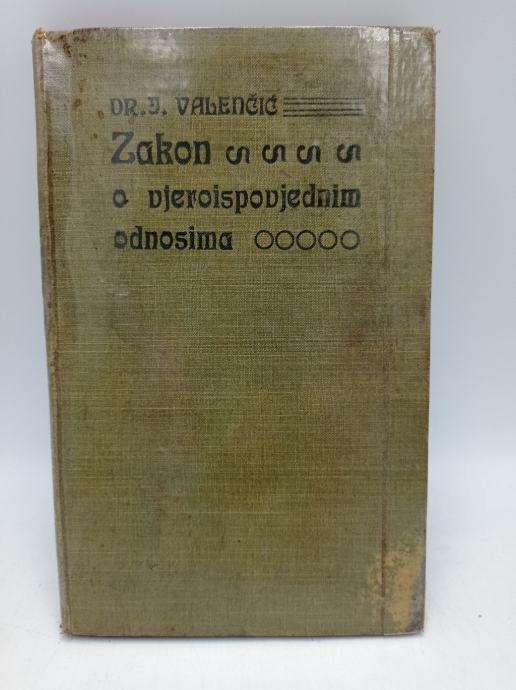 DR. J. VALENČIĆ
Zakon
o vjeroispovjednim
odnosima